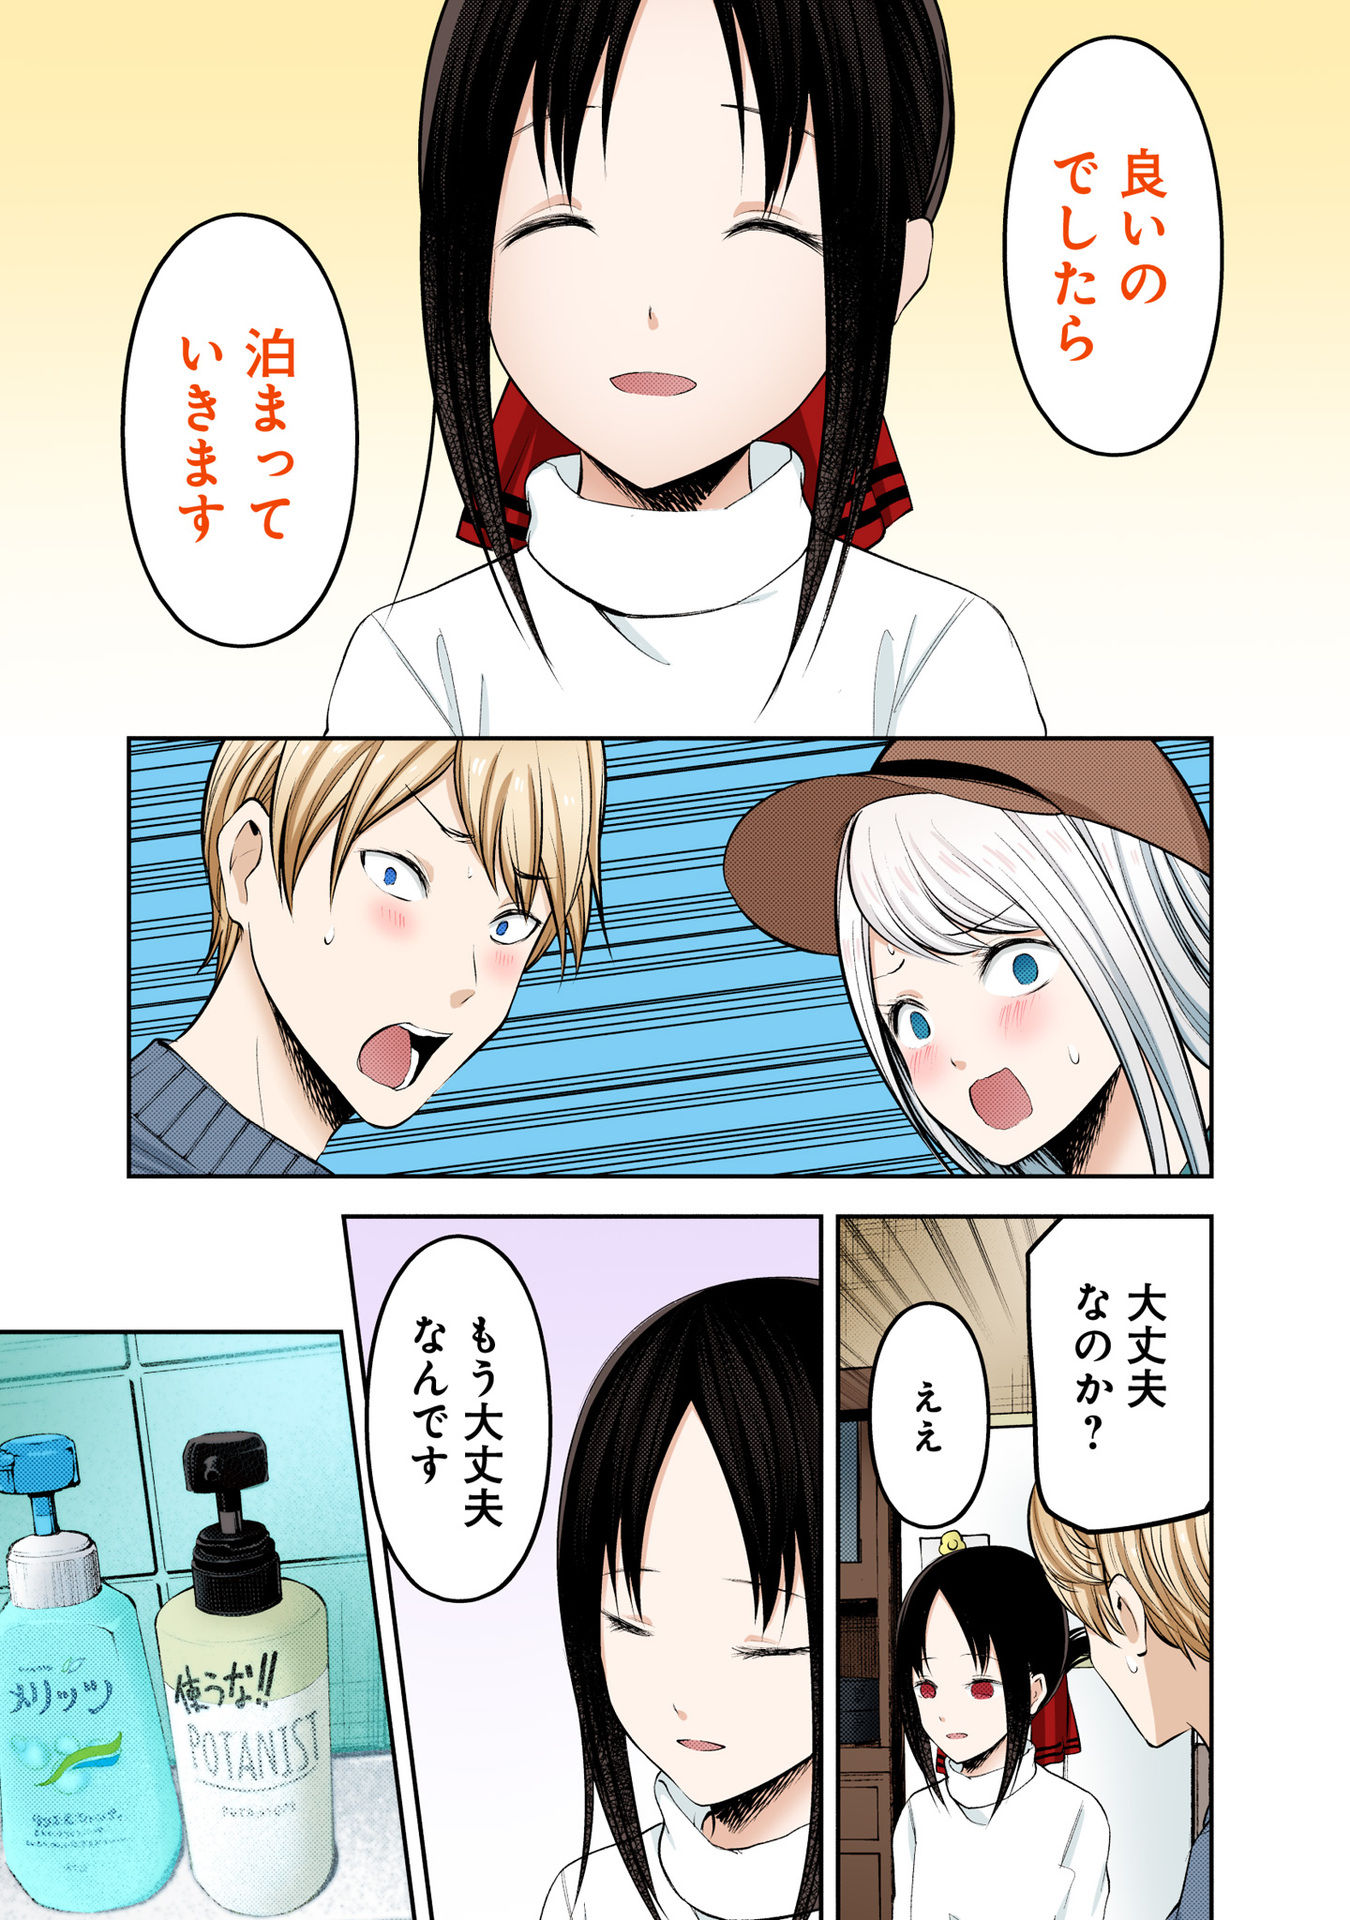 良いの
でしたら
泊まって
いきます
大丈夫
なのか?
ええ
もう大丈夫
なんです
メリッツ
使うな!!
BOTANIST